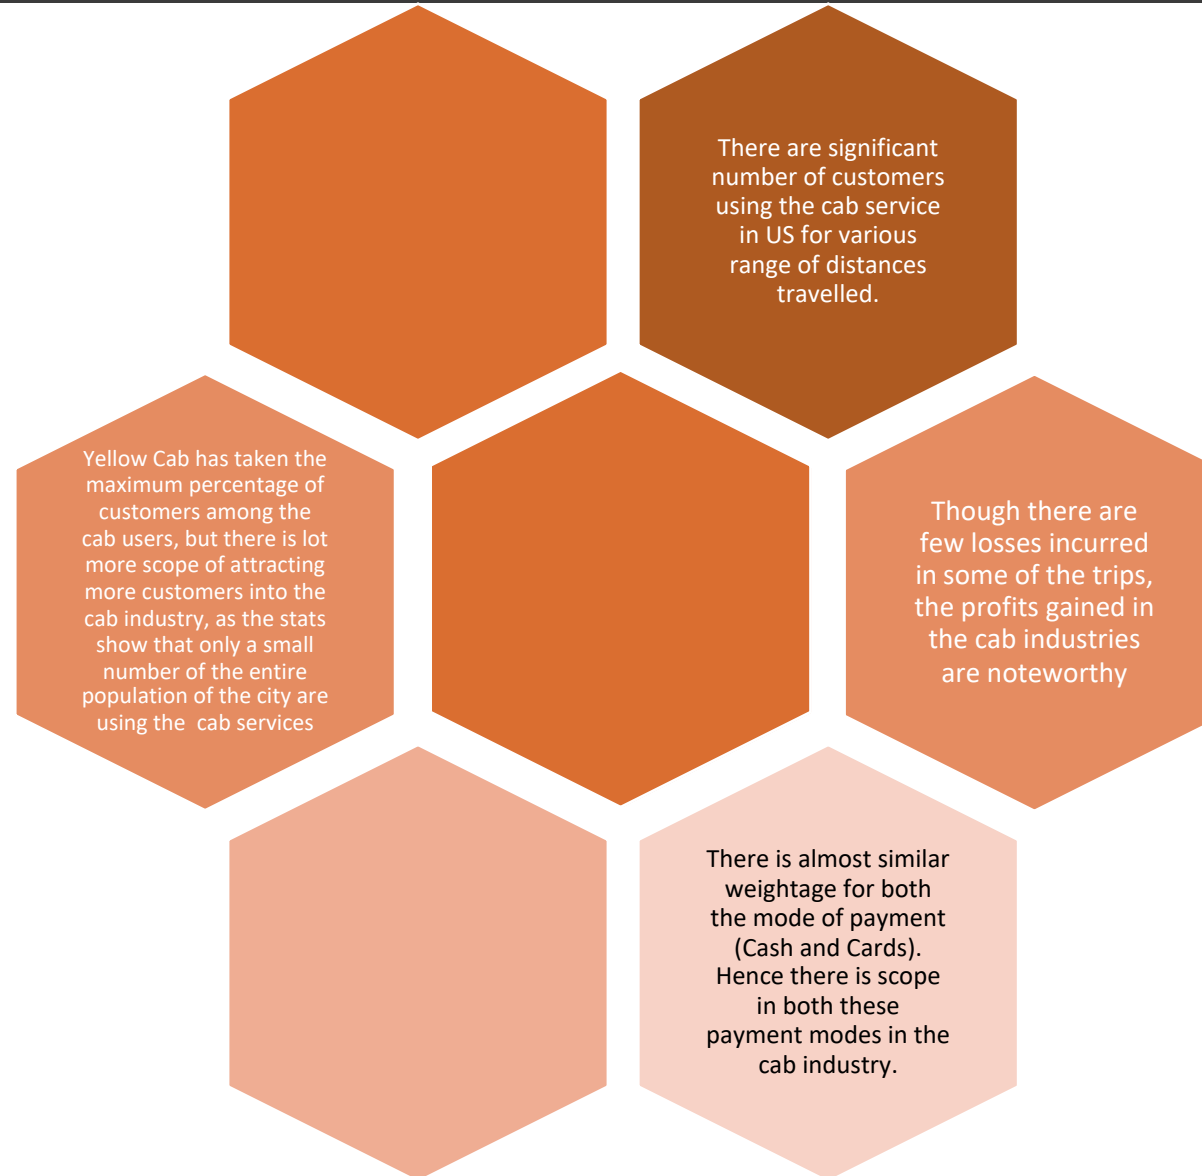 There are significant
number of customers
using the cab service
in US for various
range of distances
travelled.
Yellow Cab has taken the
maximum percentage of
customers among the
cab users, but there is lot
more scope of attracting
more customers into the
cab industry, as the stats
show that only a small
number of the entire
population of the city are
using the  cab services
Though there are
few losses incurred
in some of the trips,
the profits gained in
the cab industries
are noteworthy
There is almost similar
weightage for both
the mode of payment
(Cash and Cards).
Hence there is scope
in both these
payment modes in the
cab industry.